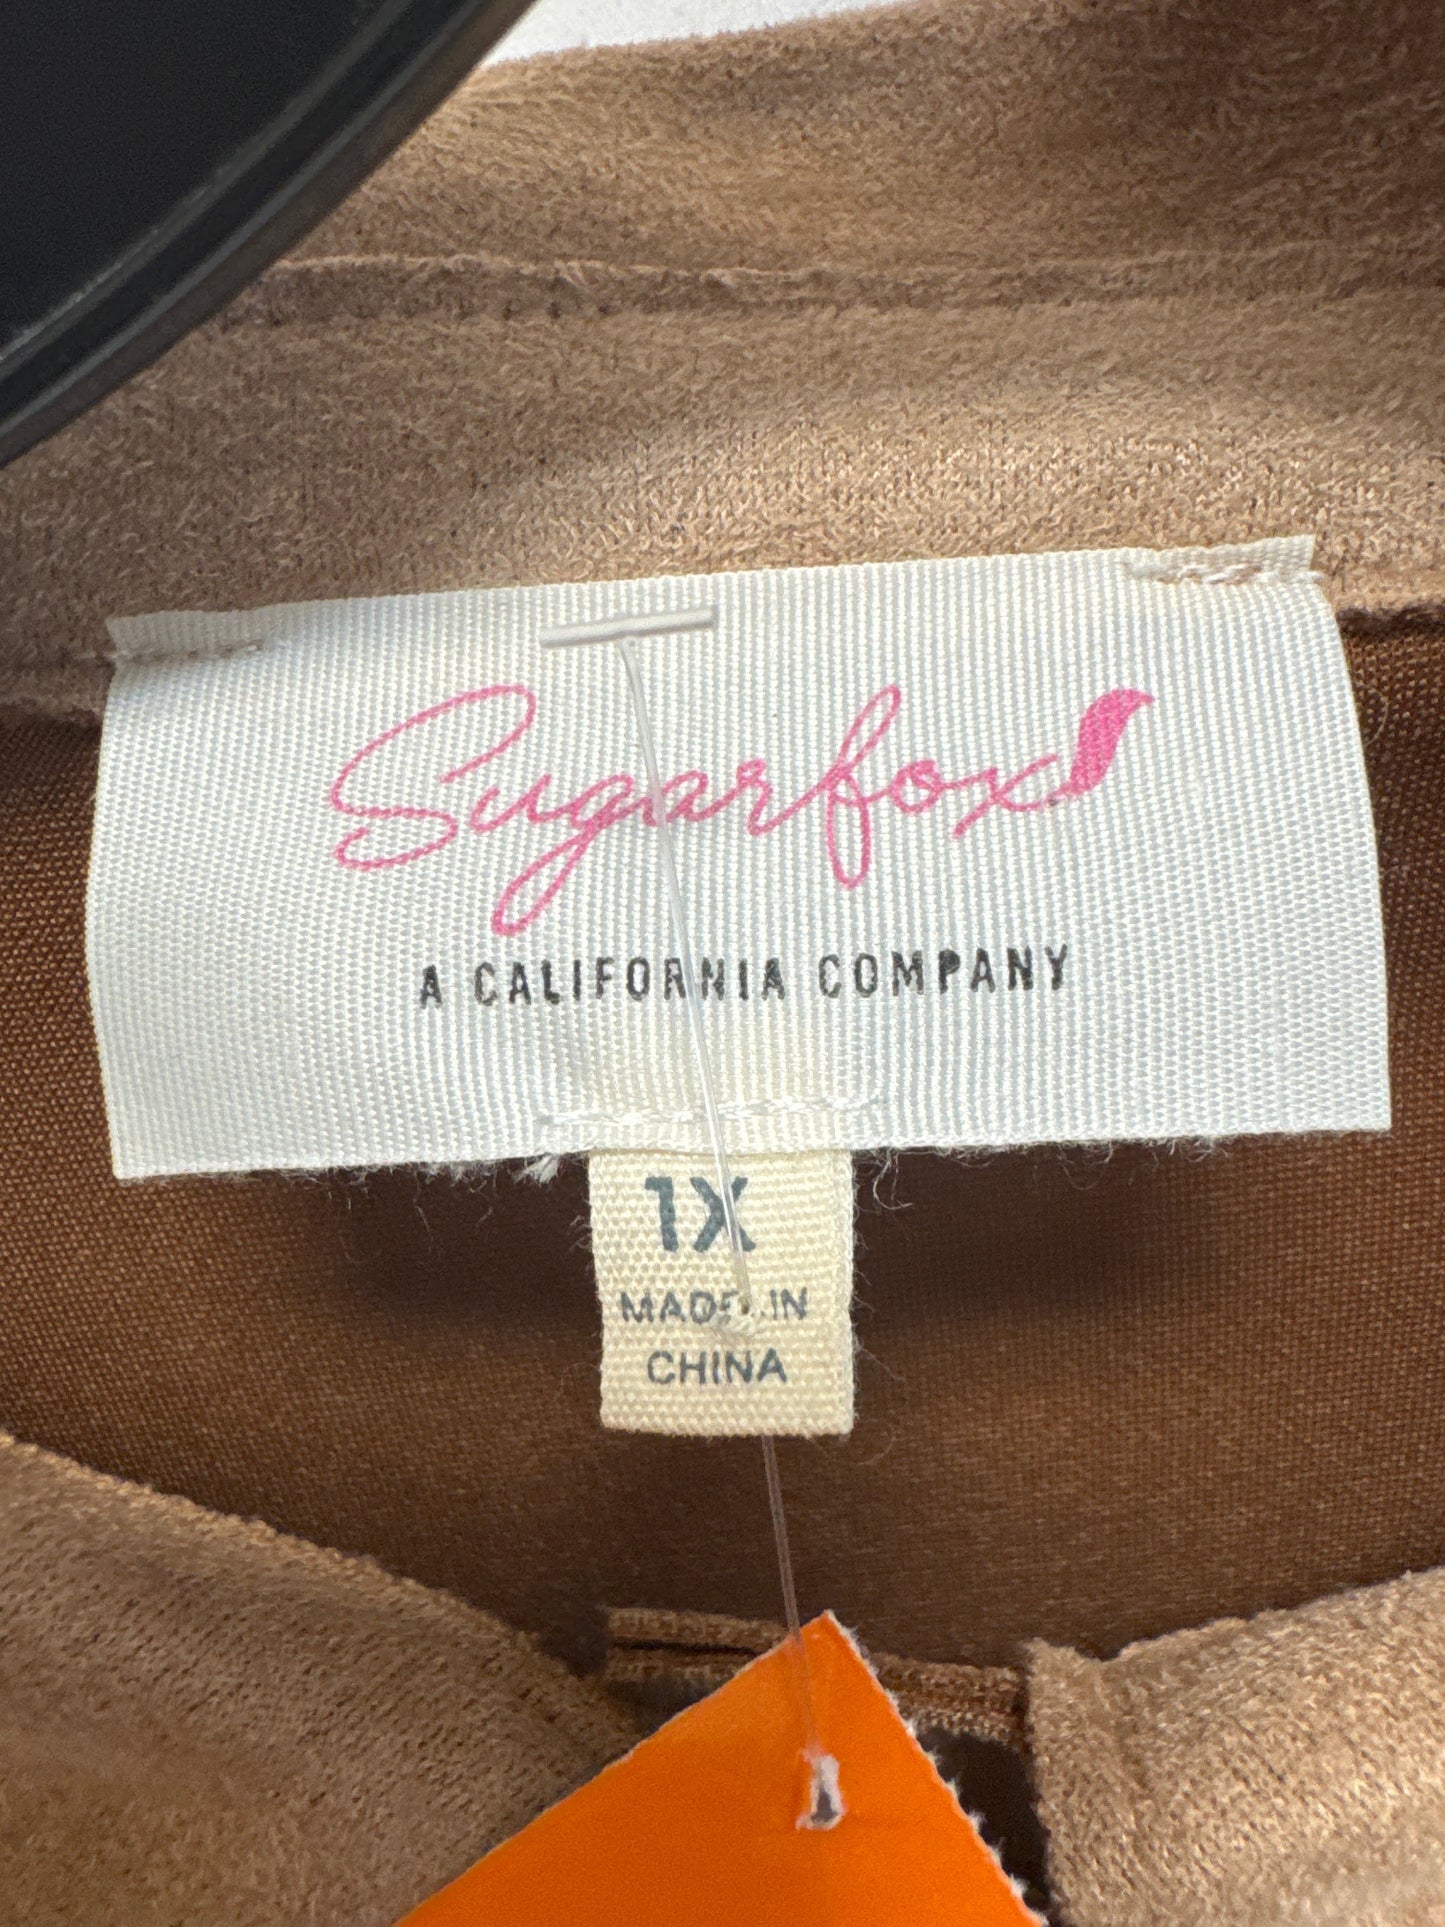 Sugarfox
A CALIFORNIA COMPANY
1X
MADE IN
CHINA